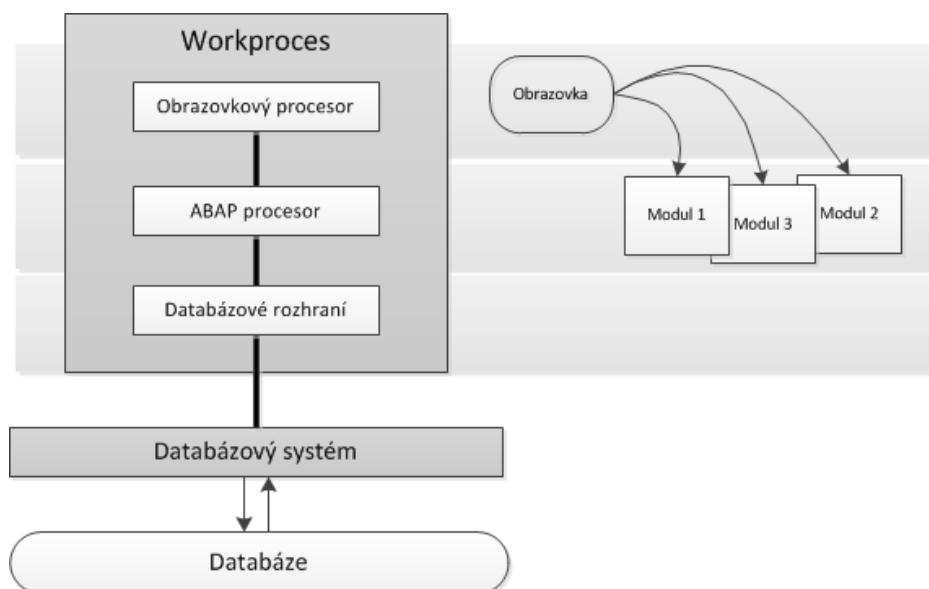 Workproces
Obrazovkový procesor
ABAP procesor
Databázové rozhraní
Obrazovka
Modul 1
Modul 3
Modul 2
Databázový systém
Databáze